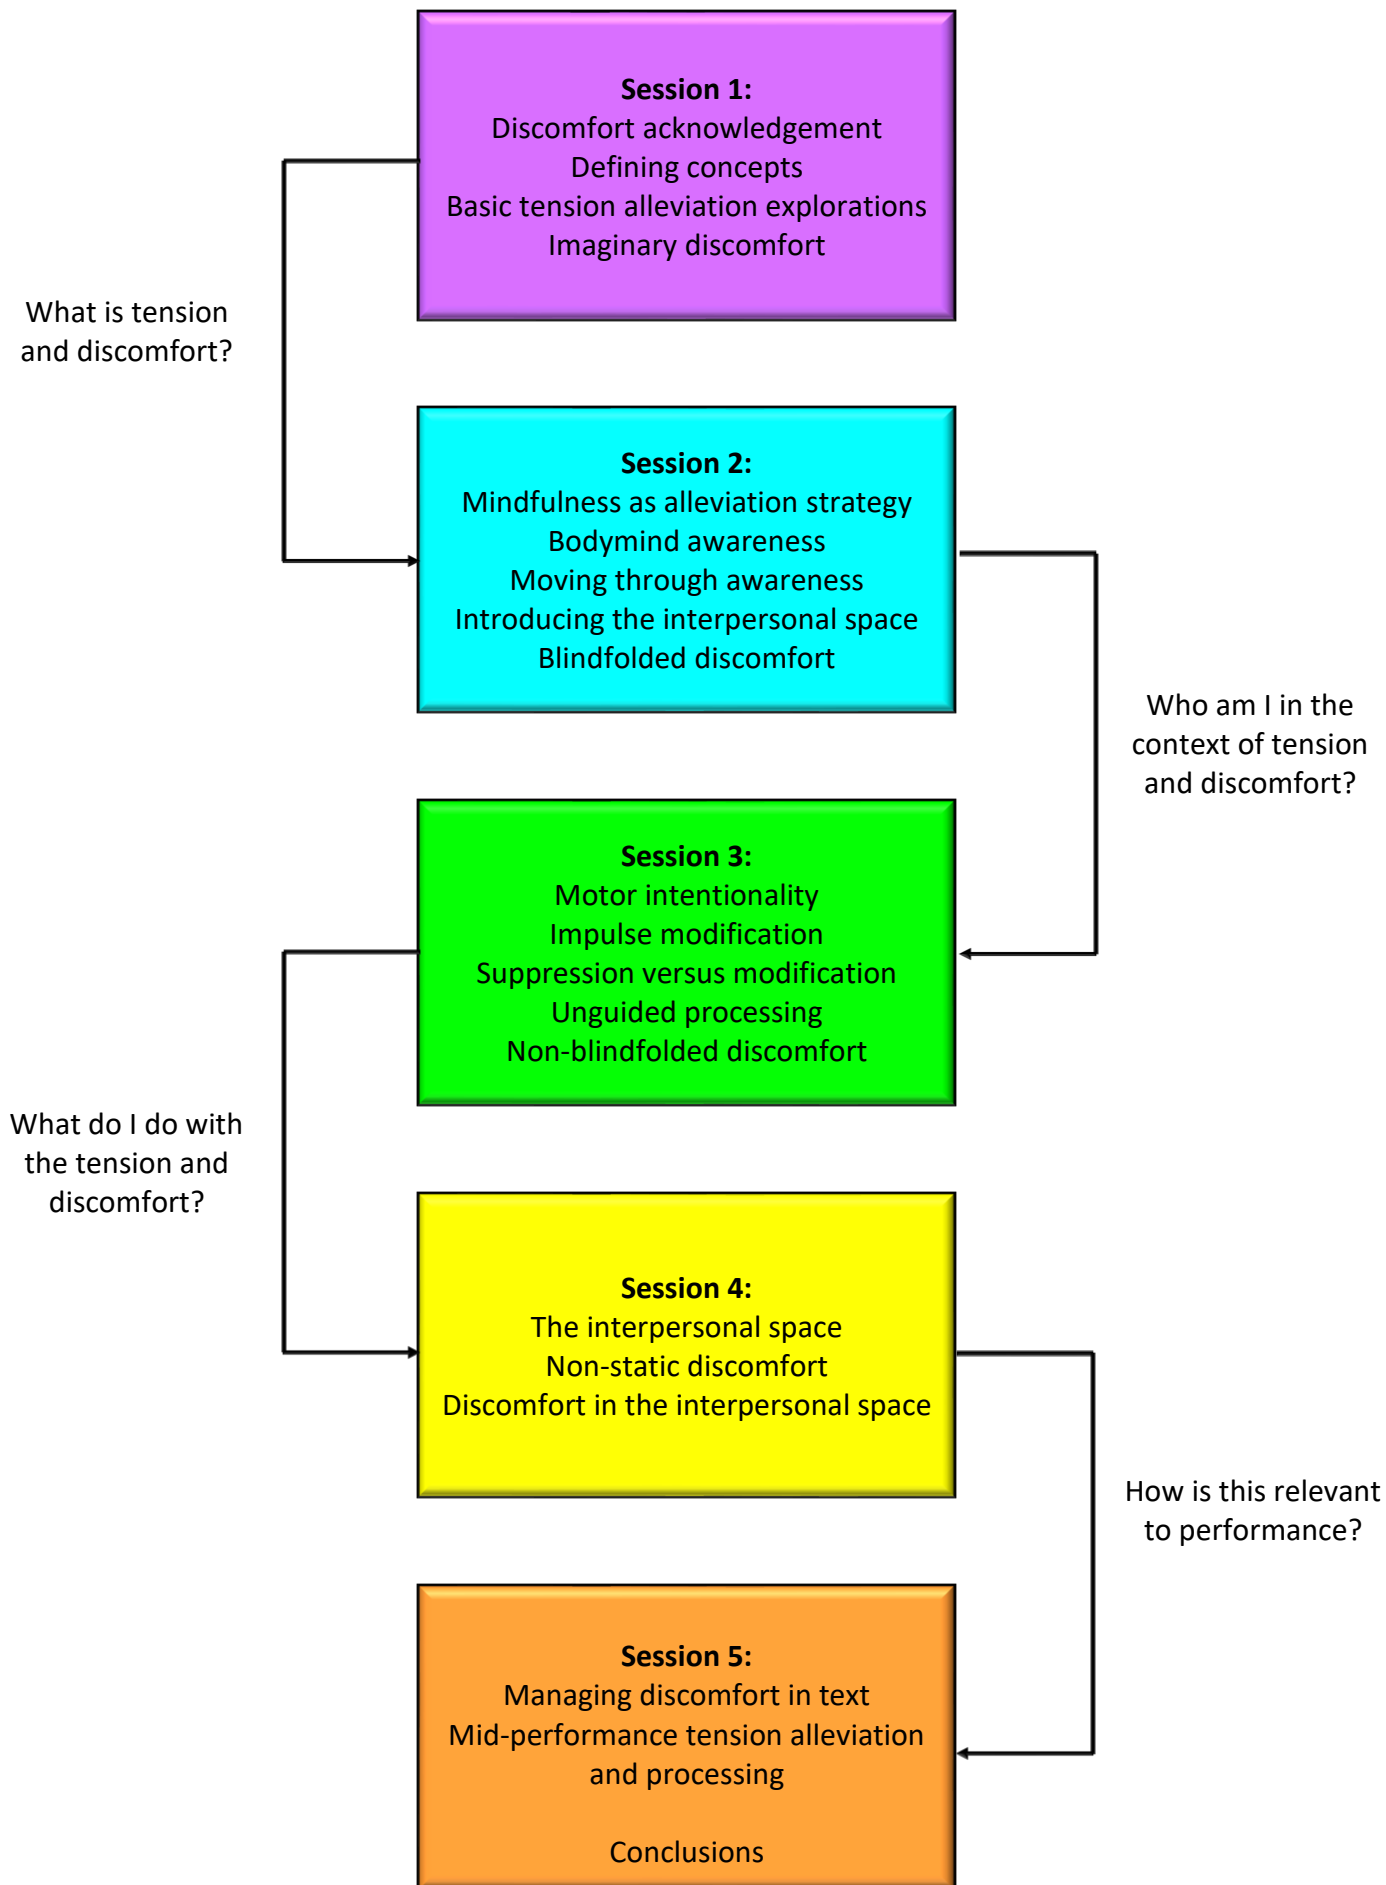 Session 1:
Discomfort acknowledgement
Defining concepts
Basic tension alleviation explorations
Imaginary discomfort
What is tension
and discomfort?
Session 2:
Mindfulness as alleviation strategy
Bodymind awareness
Moving through awareness
Introducing the interpersonal space
Blindfolded discomfort
Who am I in the
context of tension
and discomfort?
Session 3:
Motor intentionality
Impulse modification
Suppression versus modification
Unguided processing
Non-blindfolded discomfort
What do I do with
the tension and
discomfort?
Session 4:
The interpersonal space
Non-static discomfort
Discomfort in the interpersonal space
How is this relevant
to performance?
Session 5:
Managing discomfort in text
Mid-performance tension alleviation
and processing
Conclusions